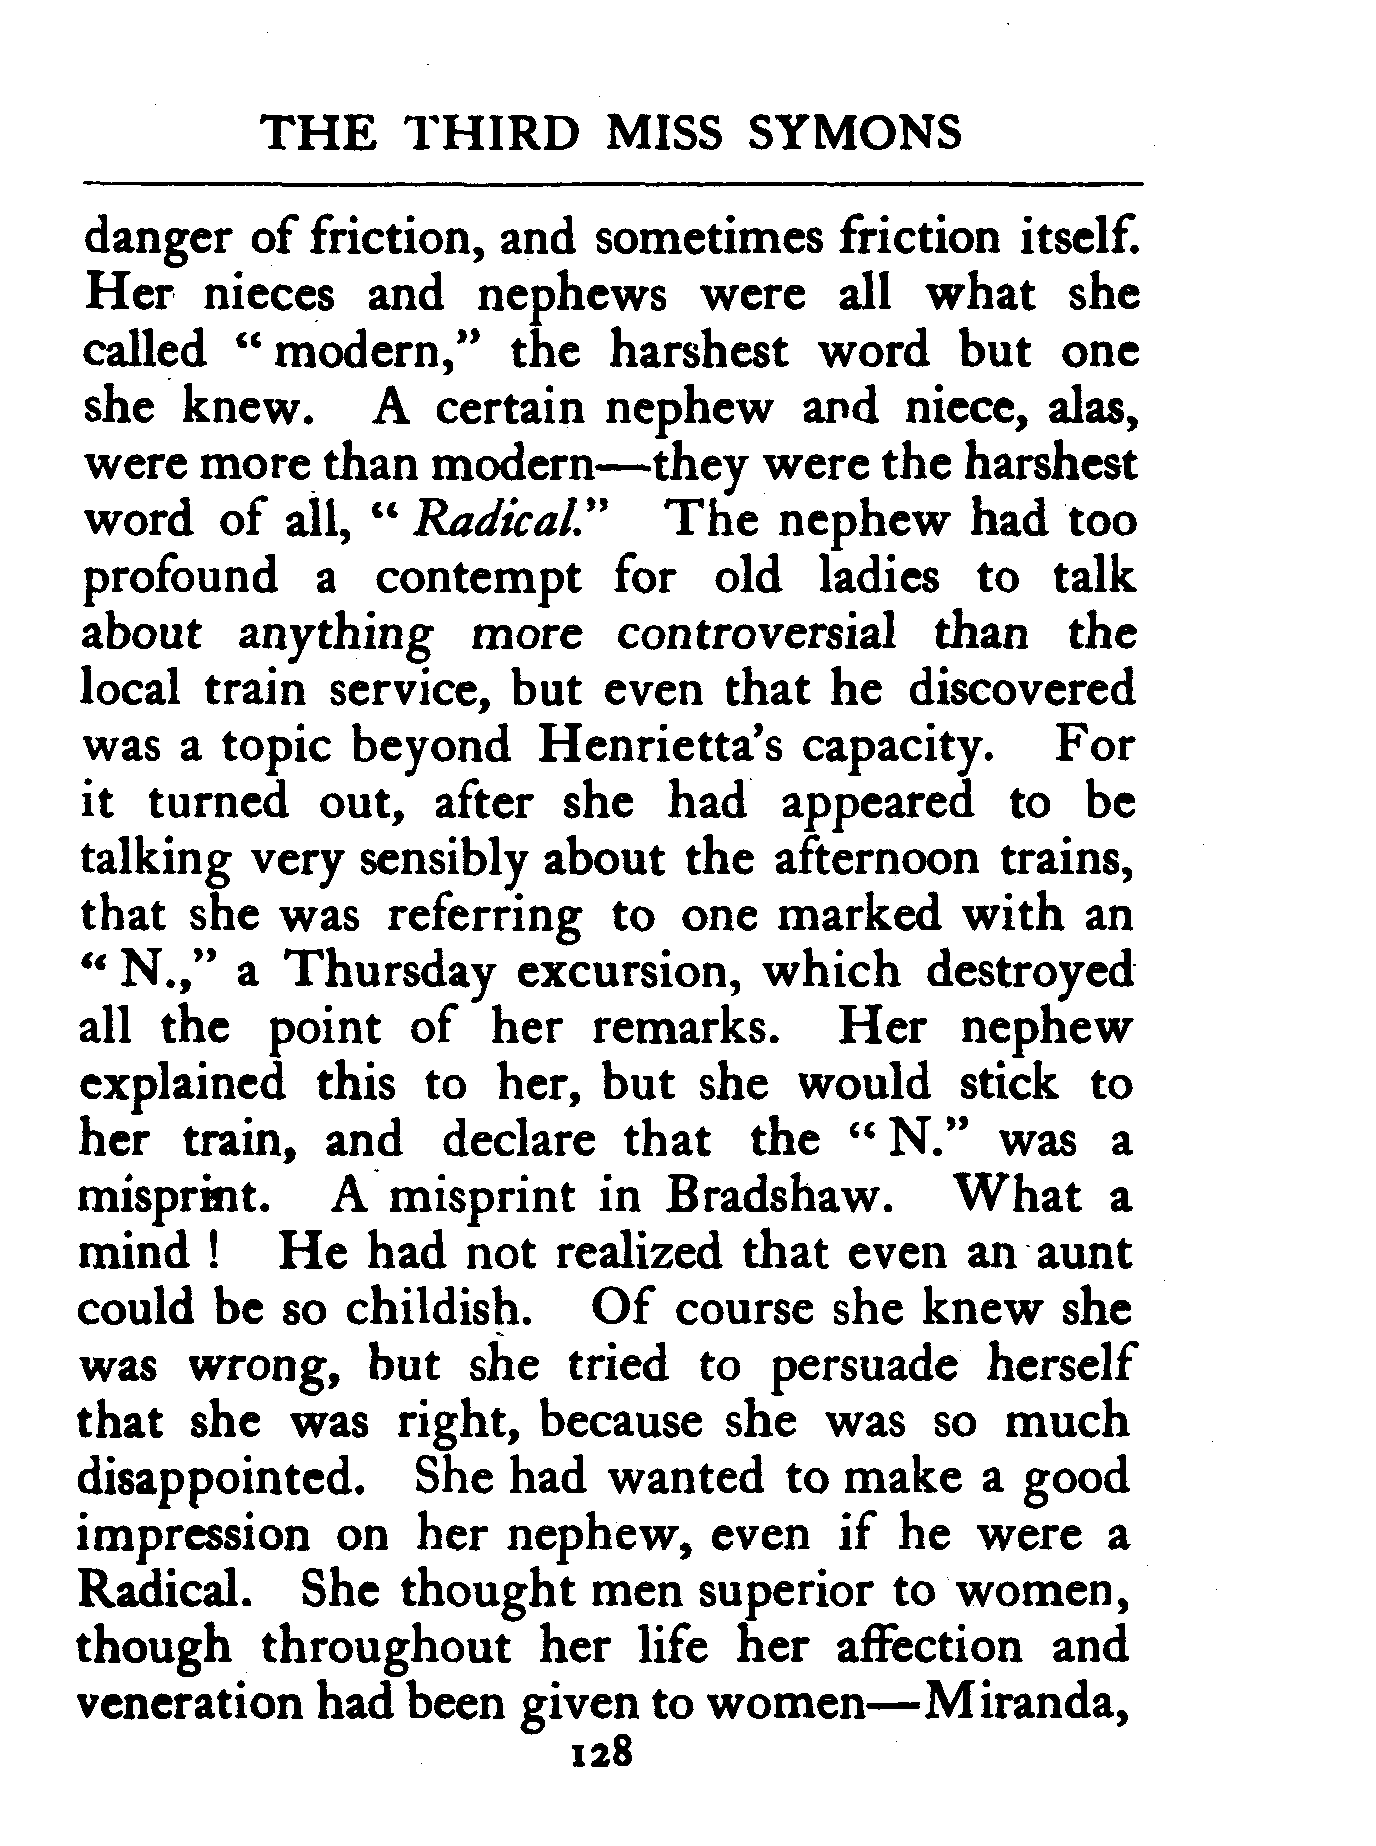 THE THIRD MISS SYMONS
danger of friction, and sometimes friction itself.
Her nieces and nephews were all what she
called “modern,” the harshest word but one
she knew. A certain nephew and niece, alas,
were more than modern—they were the harshest
word of all, “Radical.” The nephew had too
profound a contempt for old ladies to talk
about anything more controversial than the
local train service, but even that he discovered
was a topic beyond Henrietta’s capacity. For
it turned out, after she had appeared to be
talking very sensibly about the afternoon trains,
that she was referring to one marked with an
“N.,” a Thursday excursion, which destroyed
all the point of her remarks. Her nephew
explained this to her, but she would stick to
her train, and declare that the “N.” was a
misprint. A misprint in Bradshaw. What a
mind ! He had not realized that even an aunt
could be so childish. Of course she knew she
was wrong, but she tried to persuade herself
that she was right, because she was so much
disappointed. She had wanted to make a good
impression on her nephew, even if he were a
Radical. She thought men superior to women,
though throughout her life her affection and
veneration had been given to women—Miranda,
128